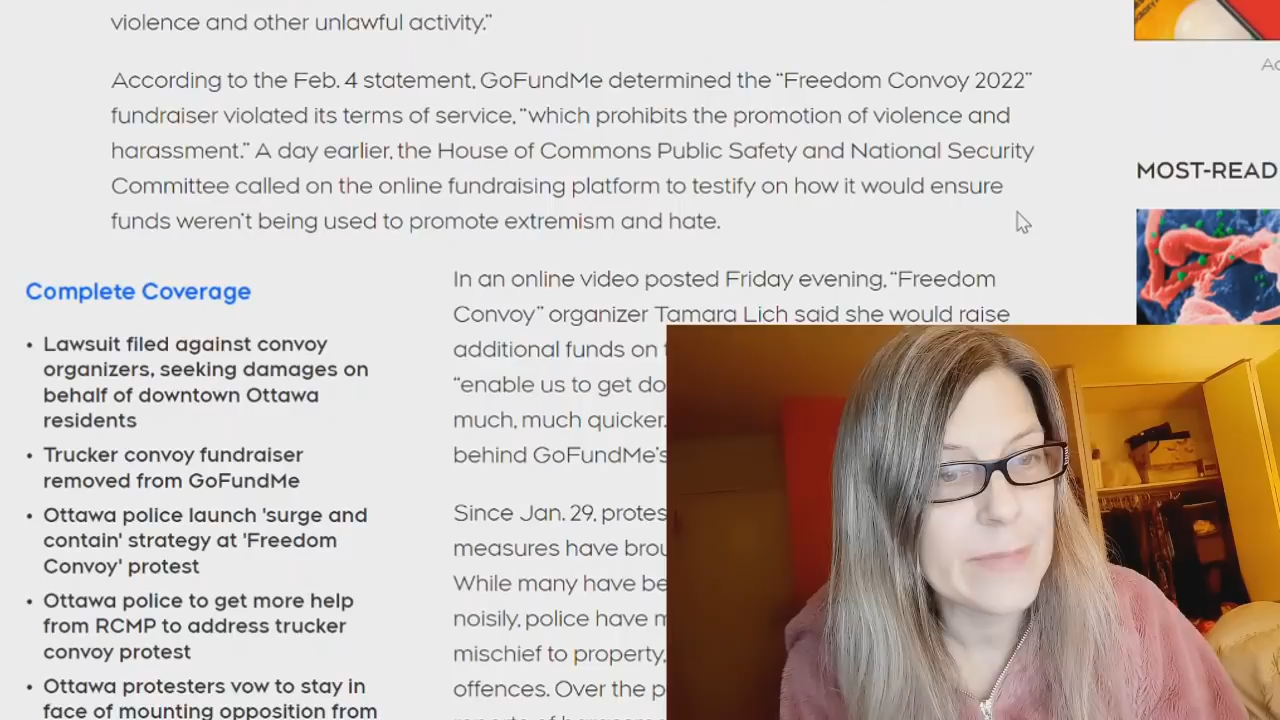 violence and other unlawful activity.”
According to the Feb. 4 statement, GoFundMe determined the “Freedom Convoy 2022”
fundraiser violated its terms of service, “which prohibits the promotion of violence and
harassment.” A day earlier, the House of Commons Public Safety and National Security
Committee called on the online fundraising platform to testify on how it would ensure
funds weren’t being used to promote extremism and hate.
Complete Coverage
• Lawsuit filed against convoy
organizers, seeking damages on
behalf of downtown Ottawa
residents
• Trucker convoy fundraiser
removed from GoFundMe
• Ottawa police launch 'surge and
contain' strategy at 'Freedom
Convoy' protest
• Ottawa police to get more help
from RCMP to address trucker
convoy protest
• Ottawa protesters vow to stay in
face of mounting opposition from
In an online video posted Friday evening, “Freedom
Convoy” organizer Tamara Lich said she would raise
additional funds on
“enable us to get do
much, much quicker.
behind GoFundMe’s
Since Jan. 29, protes
measures have brou
While many have be
noisily, police have
mischief to property,
offences. Over the p
MOST-READ